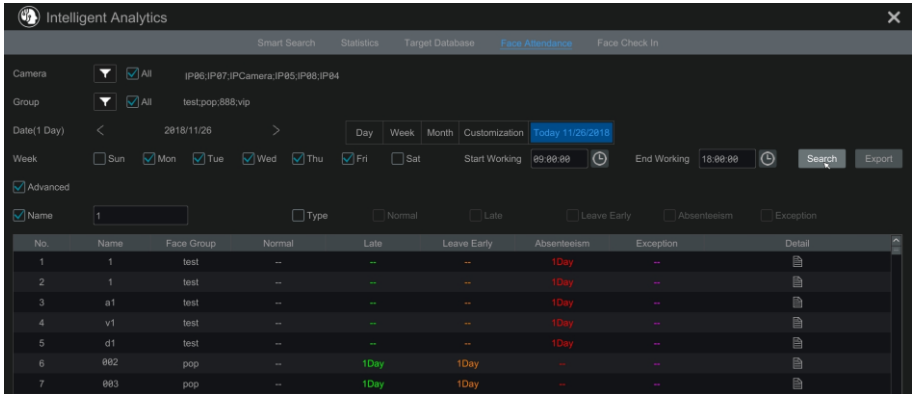 Intelligent Analytics
Smart Search Statistics Target Database Face Attendance Face Check In
Camera All IP06;IP07;IPCamera;IP05;IP08;IP04
Group All test;pop;888;vip
Date(1 Day) < 2018/11/26 > Day Week Month Customization Today 11/26/2018
Week Sun Mon Tue Wed Thu Fri Sat Start Working 09:00:00 End Working 18:00:00 Search Export
Advanced
Name 1 Type Normal Late Leave Early Absenteeism Exception
No. Name Face Group Normal Late Leave Early Absenteeism Exception Detail
1 1 test -- -- -- 1Day --
2 1 test -- -- -- 1Day --
3 a1 test -- -- -- 1Day --
4 v1 test -- -- -- 1Day --
5 d1 test -- -- -- 1Day --
6 002 pop -- 1Day 1Day -- --
7 003 pop -- 1Day 1Day -- --